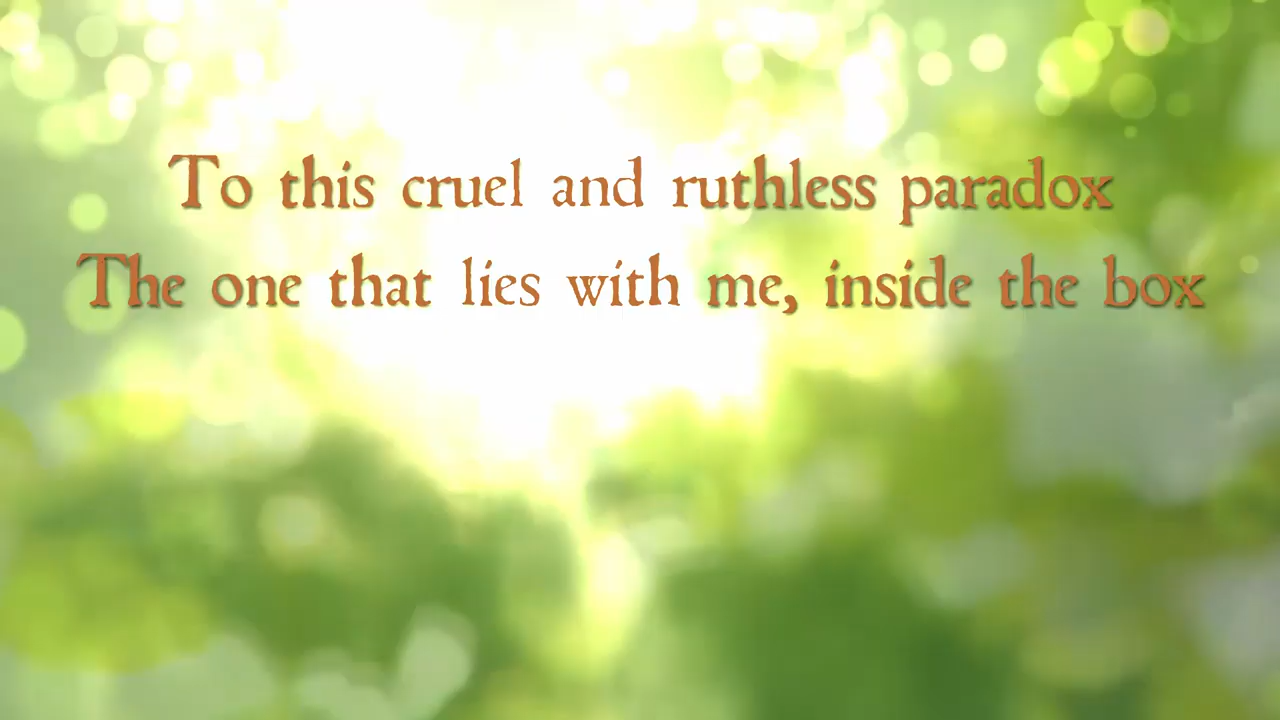 To this cruel and ruthless paradox
The one that lies with me, inside the box